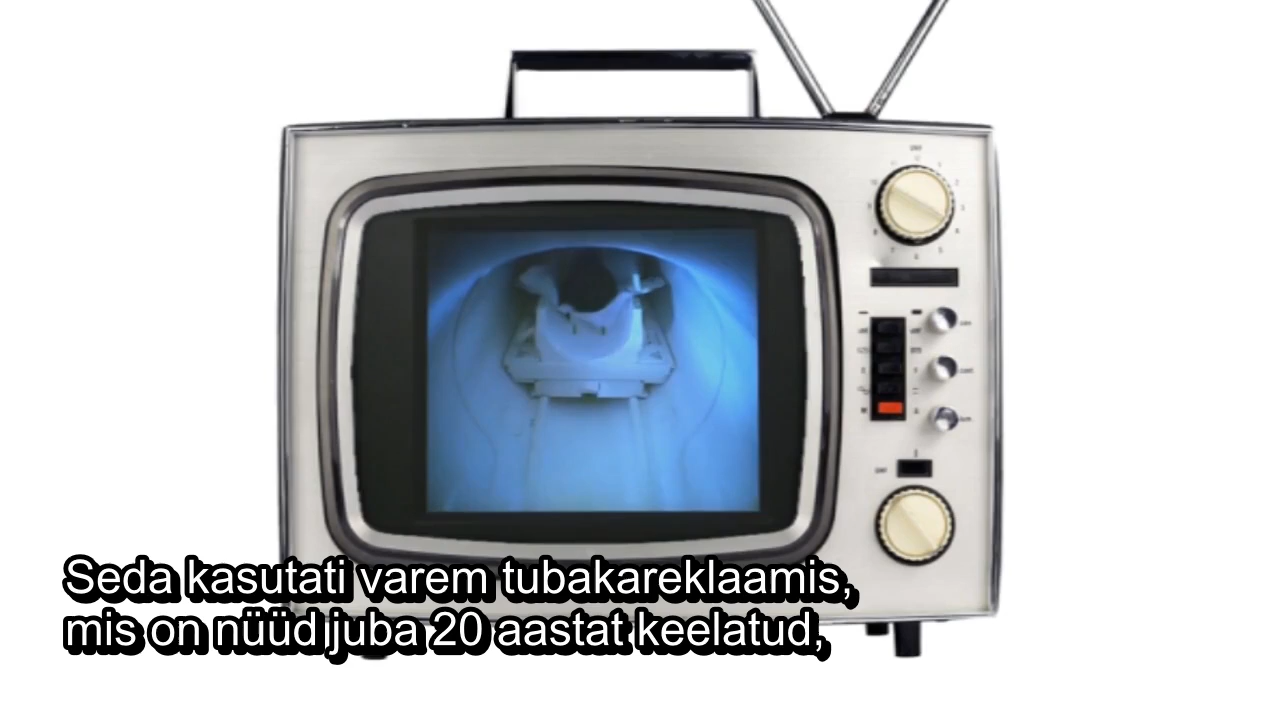 Seda kasutati varem tubakareklaamis,
mis on nüüd juba 20 aastat keelatud,